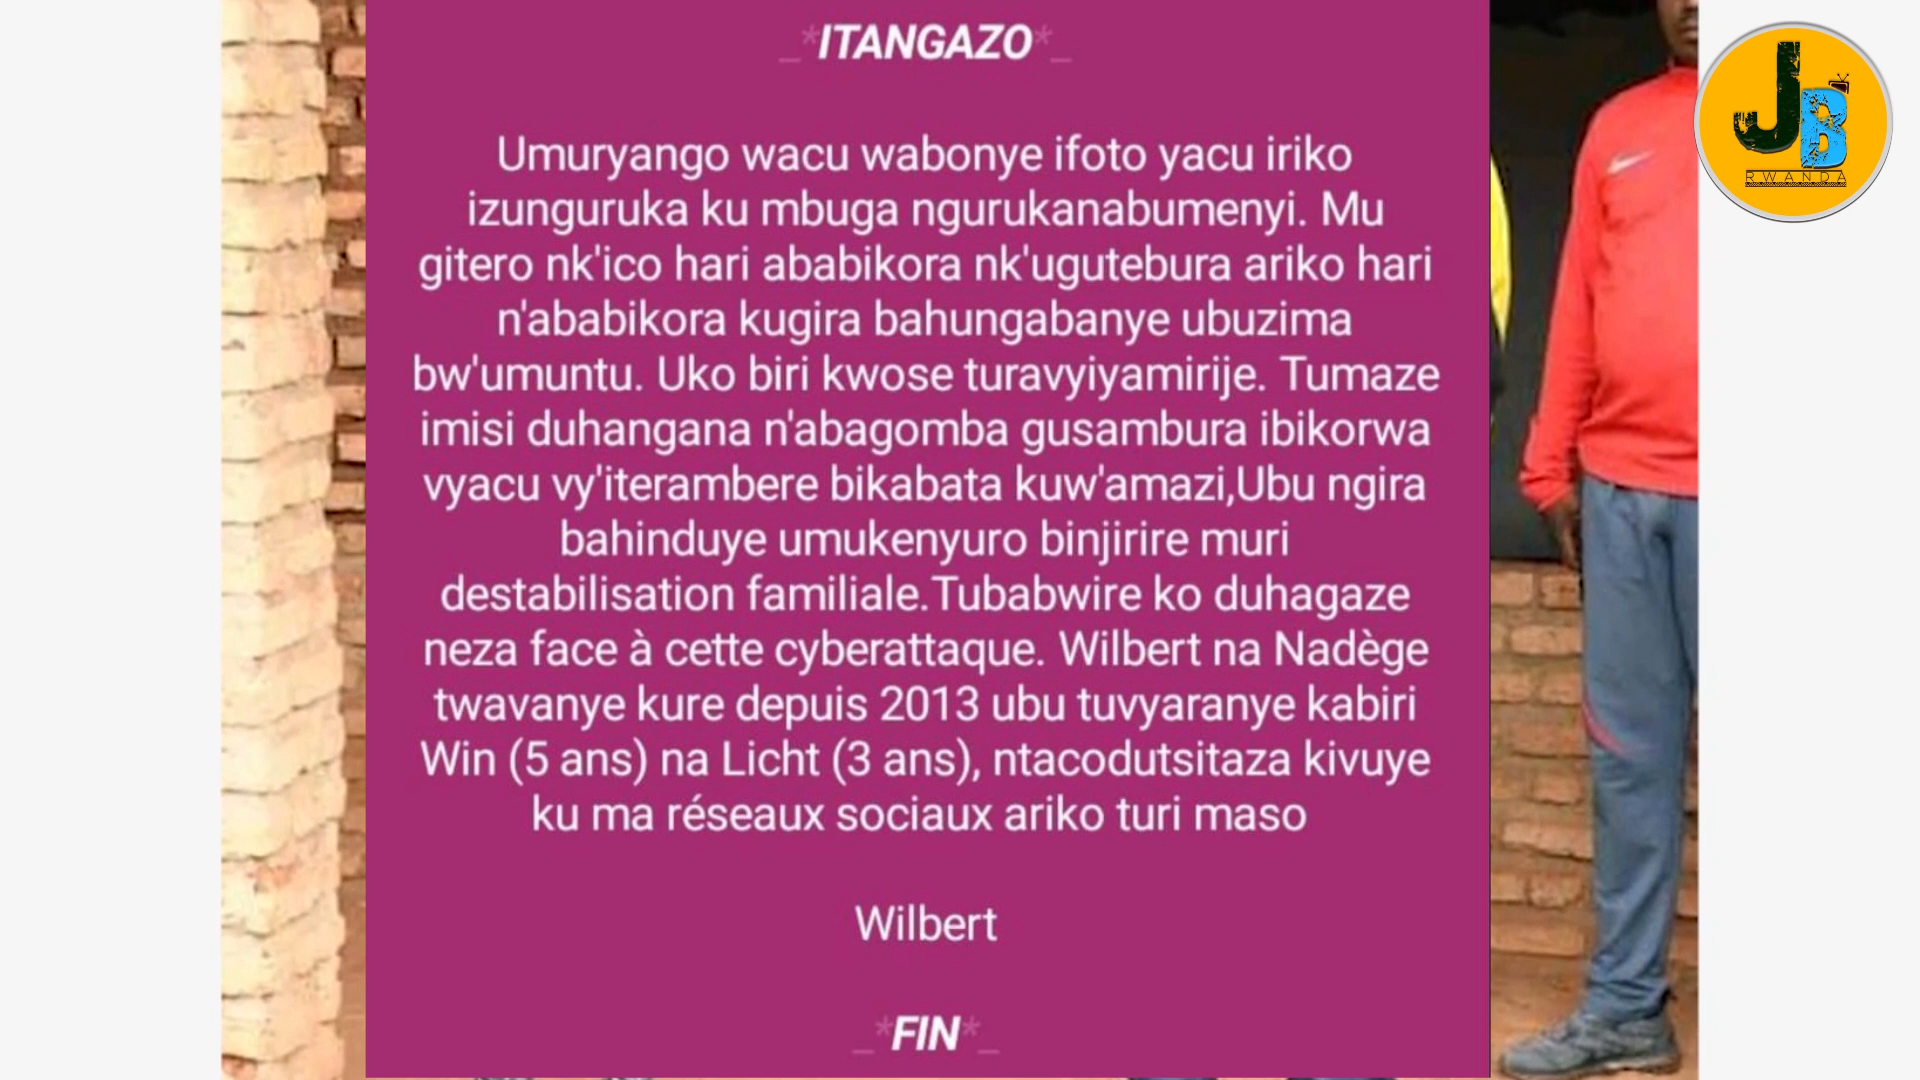 _*ITANGAZO*_
Umuryango wacu wabonye ifoto yacu iriko
izunguruka ku mbuga ngurukanabumenyi. Mu
gitero nk'ico hari ababikora nk'ugutebura ariko hari
n'ababikora kugira bahungabanye ubuzima
bw'umuntu. Uko biri kwose turavyiyamirije. Tumaze
imisi duhangana n'abagomba gusambura ibikorwa
vyacu vy'iterambere bikabata kuw'amazi,Ubu ngira
bahinduye umukenyuro binjirire muri
destabilisation familiale.Tubabwire ko duhagaze
neza face à cette cyberattaque. Wilbert na Nadège
twavanye kure depuis 2013 ubu tuvyaranye kabiri
Win (5 ans) na Licht (3 ans), ntacodutsitaza kivuye
ku ma réseaux sociaux ariko turi maso
Wilbert
_*FIN*_
JB
RWANDA